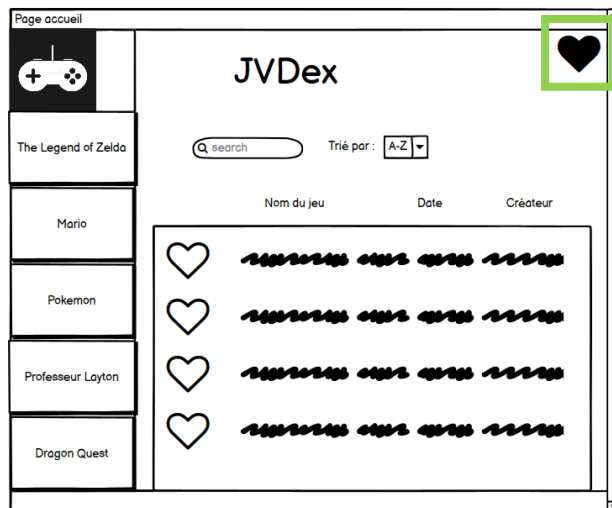 Page accueil
JVDex
The Legend of Zelda
search
Trié par :
A-Z
Nom du jeu
Date
Créateur
Mario
Pokemon
Professeur Layton
Dragon Quest